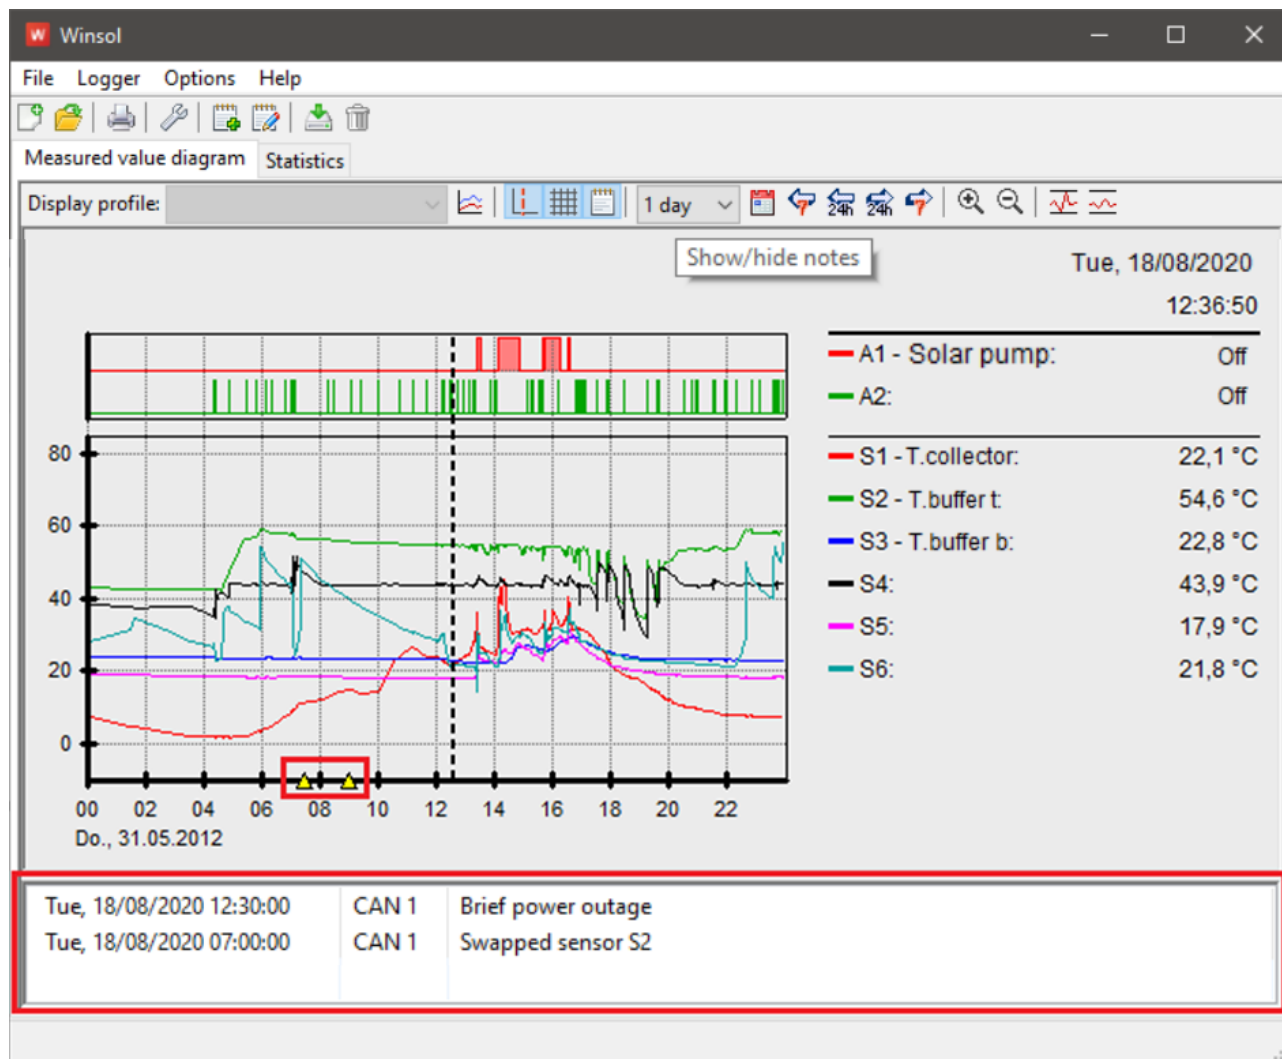 Winsol
File Logger Options Help
Measured value diagram Statistics
Display profile: 1 day 24h 24h
Show/hide notes
Tue, 18/08/2020
12:36:50
A1 - Solar pump: Off
A2: Off
80
60
40
20
0
S1 - T.collector: 22,1 °C
S2 - T.buffer t: 54,6 °C
S3 - T.buffer b: 22,8 °C
S4: 43,9 °C
S5: 17,9 °C
S6: 21,8 °C
00 02 04 06 08 10 12 14 16 18 20 22
Do., 31.05.2012
Tue, 18/08/2020 12:30:00 CAN 1 Brief power outage
Tue, 18/08/2020 07:00:00 CAN 1 Swapped sensor S2